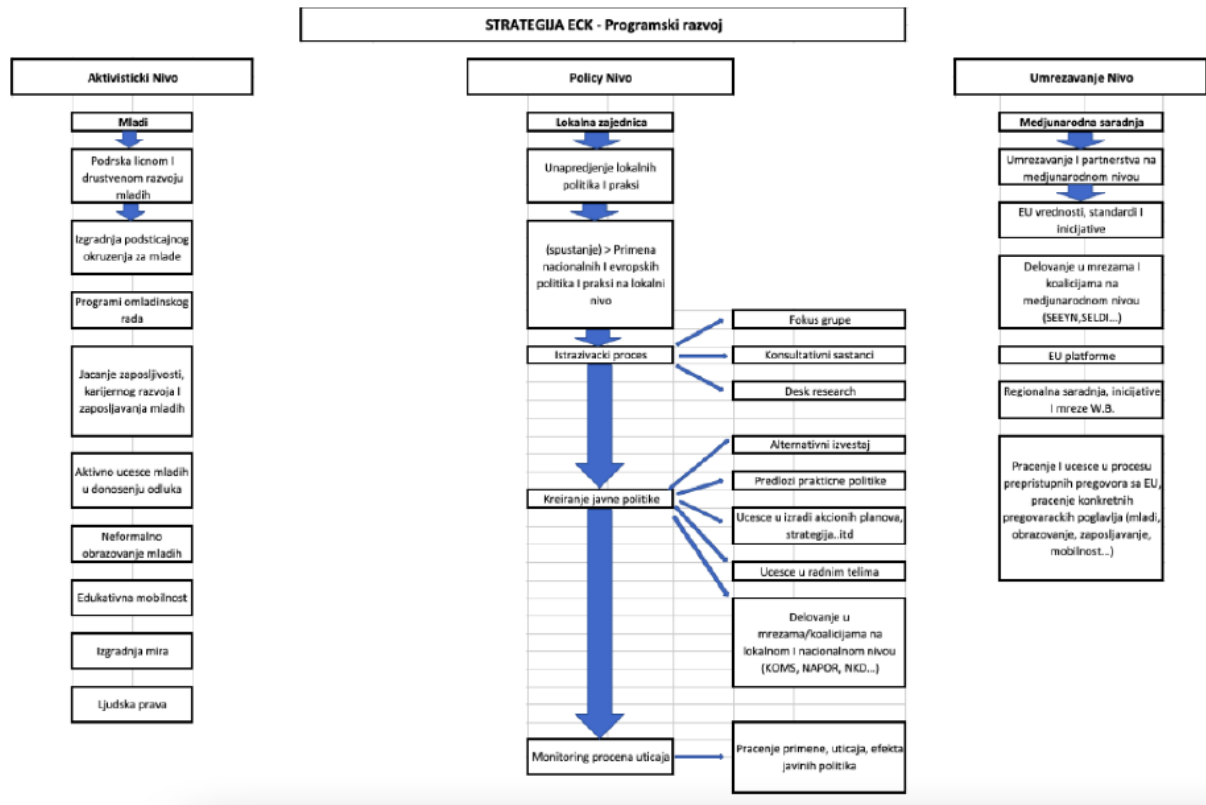 STRATEGIJA ECK - Programski razvoj
Aktivisticki Nivo
Mladi
Podrska licnom I
drustvenom razvoju
mladih
Izgradnja podsticajnog
okruzenja za mlade
Programi omladinskog
rada
Jacanje zaposljivosti,
karijernog razvoja I
zaposljavanja mladih
Aktivno ucesce mladih
u donosenju odluka
Neformalno
obrazovanje mladih
Edukativna mobilnost
Izgradnja mira
Ljudska prava
Policy Nivo
Lokalna zajednica
Unapredjenje lokalnih
politika I praksi
(spustanje) > Primena
nacionalnih I evropskih
politika I praksi na lokalni
nivo
Istrazivacki proces
Fokus grupe
Konsultativni sastanci
Desk research
Kreiranje javne politike
Alternativni izvestaj
Predlozi prakticne politike
Ucesce u izradi akcionih planova,
strategija..itd
Ucesce u radnim telima
Delovanje u
mrezama/koalicijama na
lokalnom I nacionalnom nivou
(KOMS, NAPOR, NKD...)
Monitoring procena uticaja
Pracenje primene, uticaja, efekta
javinih politika
Umrezavanje Nivo
Medjunarodna saradnja
Umrezavanje I partnerstva na
medjunarodnom nivou
EU vrednosti, standardi I
inicijative
Delovanje u mrezama I
koalicijama na
medjunarodnom nivou
(SEEYN,SELDI...)
EU platforme
Regionalna saradnja, inicijative
I mreze W.B.
Pracenje I ucesce u procesu
prepristupnih pregovora sa EU,
pracenje konkretnih
pregovarackih poglavlja (mladi,
obrazovanje, zaposljavanje,
mobilnost...)